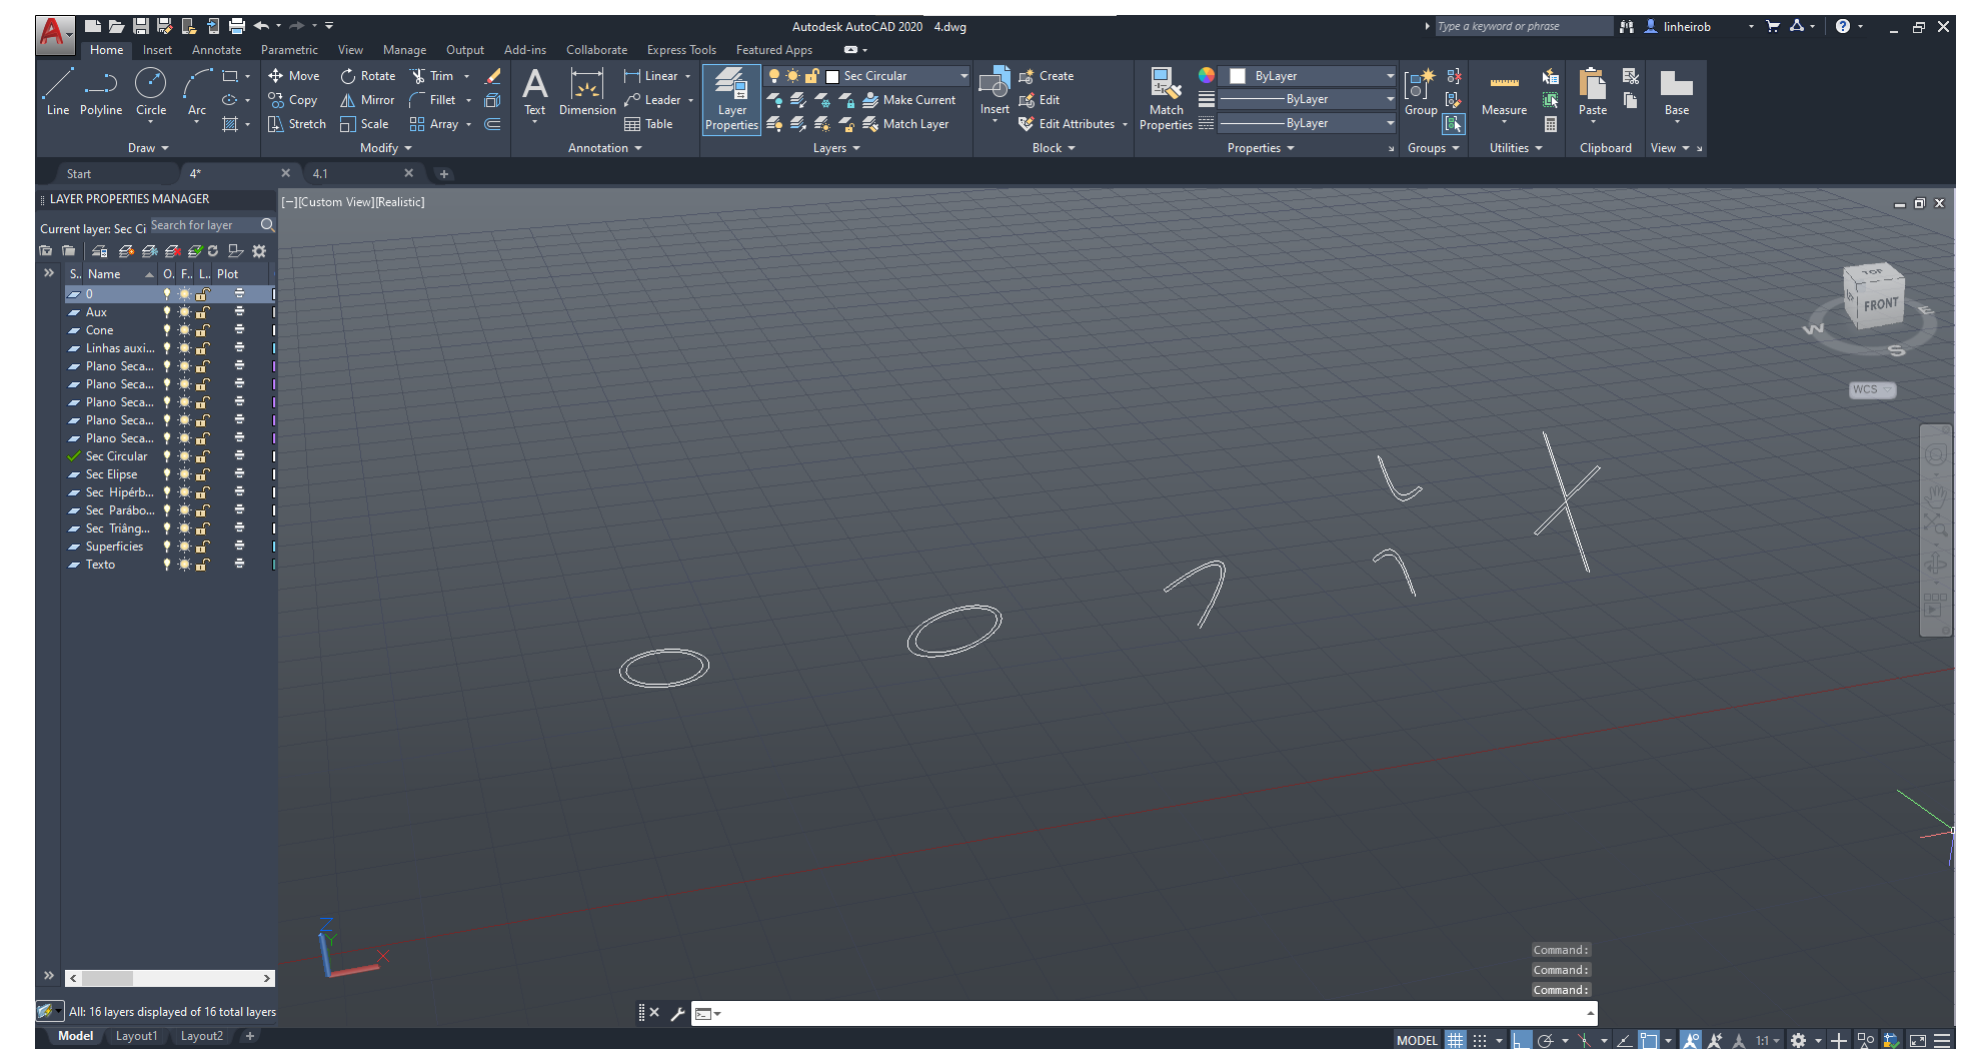 Autodesk AutoCAD 2020 4.dwg
Type a keyword or phrase
linheirob
Home Insert Annotate Parametric View Manage Output Add-ins Collaborate Express Tools Featured Apps
Move Rotate Trim Linear Sec Circular Create ByLayer
Line Polyline Circle Arc Copy Mirror Fillet Text Dimension Leader Layer Properties Make Current Insert Edit Match Properties ByLayer Group Measure Paste Base
Stretch Scale Array Table Match Layer Edit Attributes ByLayer
Draw Modify Annotation Layers Block Properties Groups Utilities Clipboard View
Start 4* 4.1
LAYER PROPERTIES MANAGER
[−][Custom View][Realistic]
Current layer: Sec Ci Search for layer
S.. Name O. F.. L.. Plot
0
Aux
Cone
Linhas auxi...
Plano Seca...
Plano Seca...
Plano Seca...
Plano Seca...
Plano Seca...
Sec Circular
Sec Elipse
Sec Hipérb...
Sec Parábo...
Sec Triâng...
Superficies
Texto
TOP
FRONT
W
S
E
WCS
Z
Y
X
Command:
Command:
Command:
All: 16 layers displayed of 16 total layers
Model Layout1 Layout2 +
MODEL 1:1